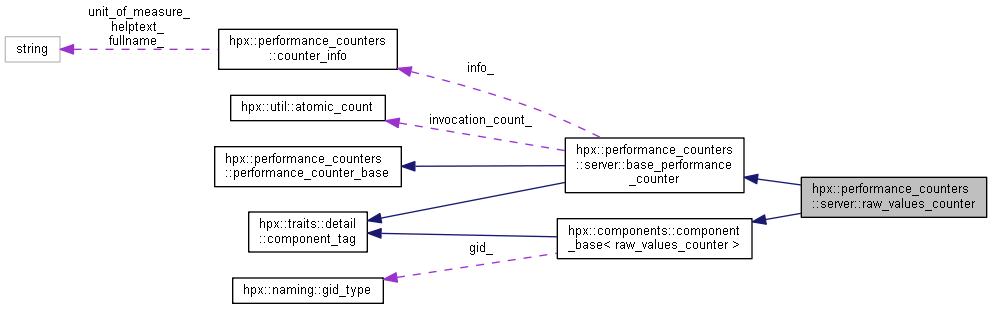 unit_of_measure_
helptext_
fullname_
string
hpx::performance_counters
::counter_info
info_
hpx::util::atomic_count
invocation_count_
hpx::performance_counters
::server::base_performance
_counter
hpx::performance_counters
::performance_counter_base
hpx::performance_counters
::server::raw_values_counter
hpx::traits::detail
::component_tag
hpx::components::component
_base< raw_values_counter >
gid_
hpx::naming::gid_type